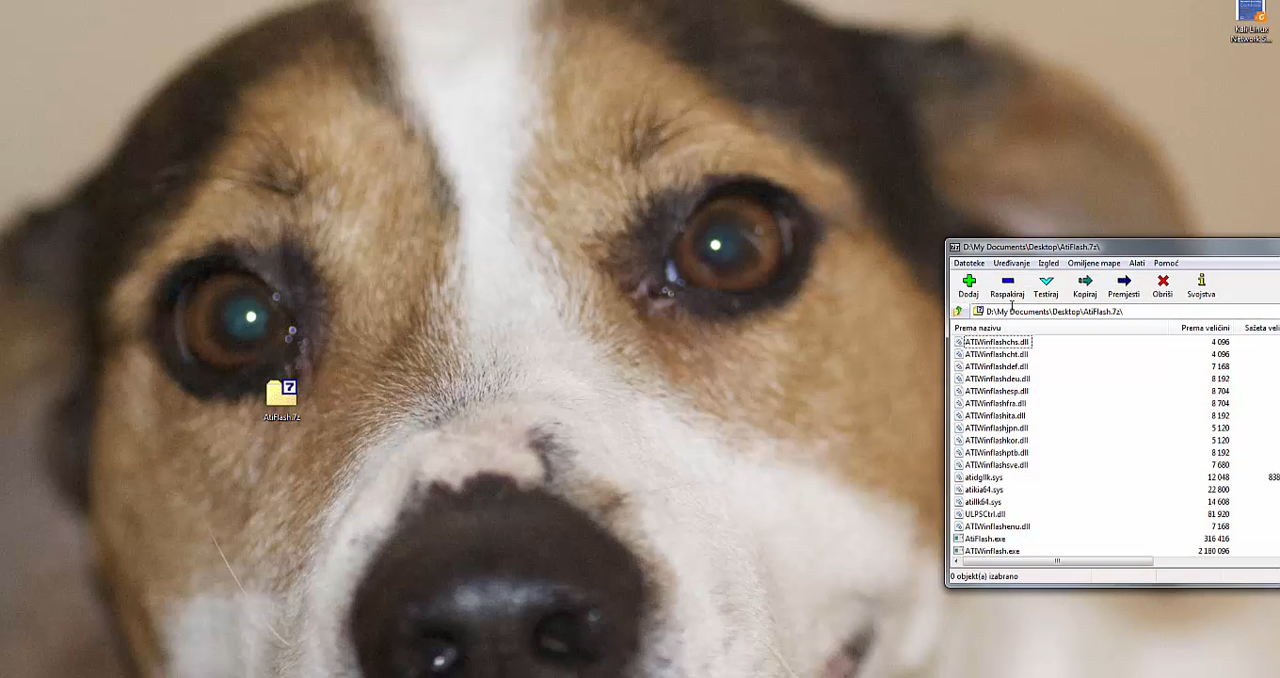 Kali Linux
Network S...
D:\My Documents\Desktop\AtiFlash.7z\
Datoteke Uređivanje Izgled Omiljene mape Alati Pomoć
Dodaj Raspakiraj Testiraj Kopiraj Premjesti Obriši Svojstva
D:\My Documents\Desktop\AtiFlash.7z\
Prema nazivu Prema veličini Sažeta veli
ATIWinflashchs.dll 4 096
ATIWinflashcht.dll 4 096
ATIWinflashdef.dll 7 168
ATIWinflashdeu.dll 8 192
ATIWinflashesp.dll 8 704
ATIWinflashfra.dll 8 704
ATIWinflashita.dll 8 192
ATIWinflashjpn.dll 5 120
ATIWinflashkor.dll 5 120
ATIWinflashptb.dll 8 192
ATIWinflashsve.dll 7 680
atidgllk.sys 12 048 838
atikia64.sys 22 800
atillk64.sys 14 608
ULPSCtrl.dll 81 920
ATIWinflashenu.dll 7 168
AtiFlash.exe 316 416
ATIWinflash.exe 2 180 096
0 objekt(a) izabrano
7
AtiFlash.7z